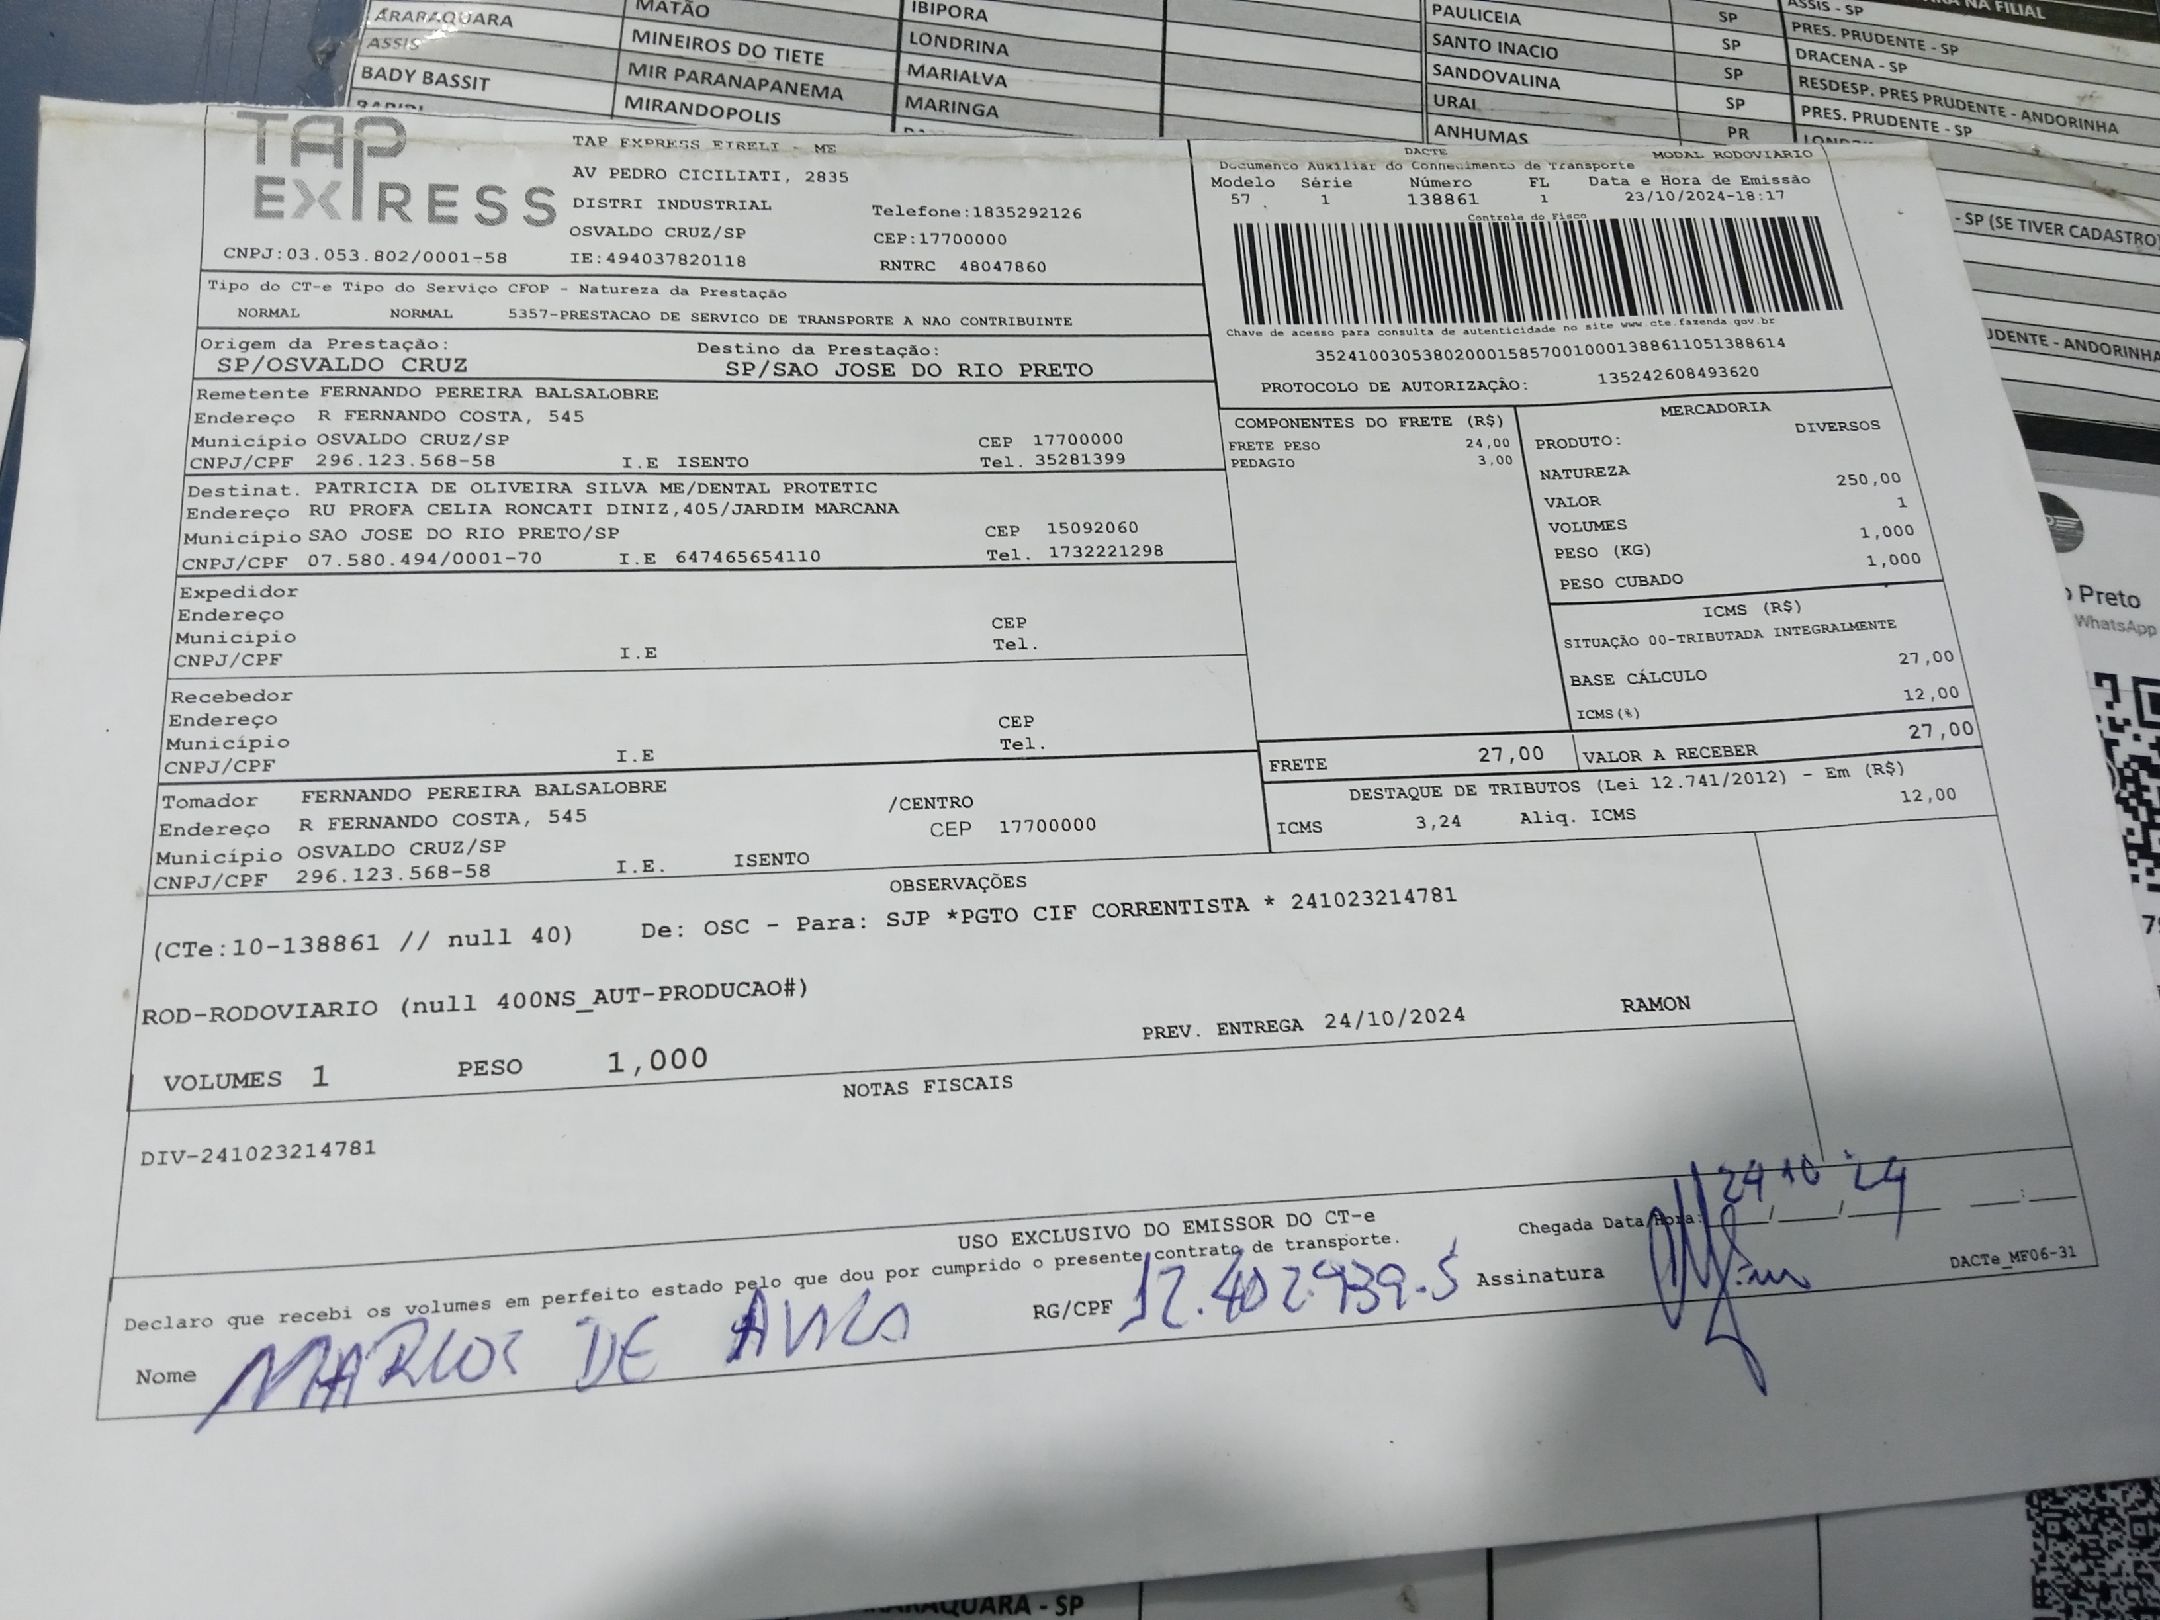 ARARAQUARA MATÃO IBIPORA PAULICEIA SP ASSIS - SP NA FILIAL
ASSIS MINEIROS DO TIETE LONDRINA SANTO INACIO SP PRES. PRUDENTE - SP
BADY BASSIT MIR PARANAPANEMA MARIALVA SANDOVALINA SP DRACENA - SP
MIRANDOPOLIS MARINGA URAI SP RESDESP. PRES PRUDENTE - ANDORINHA
ANHUMAS PR PRES. PRUDENTE - SP
- SP (SE TIVER CADASTRO)
UDENTE - ANDORINHA
TAP EXPRESS
TAP EXPRESS EIRELI - ME
AV PEDRO CICILIATI, 2835
DISTRI INDUSTRIAL Telefone:1835292126
OSVALDO CRUZ/SP CEP:17700000
CNPJ:03.053.802/0001-58 IE:494037820118 RNTRC 48047860
DACTE MODAL RODOVIARIO
Documento Auxiliar do Conhecimento de Transporte
Modelo Série Número FL Data e Hora de Emissão
57 1 138861 1 23/10/2024-18:17
Controle do Fisco
Chave de acesso para consulta de autenticidade no site www.cte.fazenda.gov.br
35241003053802000158570010001388611051388614
PROTOCOLO DE AUTORIZAÇÃO: 135242608493620
Tipo do CT-e Tipo do Serviço CFOP - Natureza da Prestação
NORMAL NORMAL 5357-PRESTACAO DE SERVICO DE TRANSPORTE A NAO CONTRIBUINTE
Origem da Prestação: Destino da Prestação:
SP/OSVALDO CRUZ SP/SAO JOSE DO RIO PRETO
Remetente FERNANDO PEREIRA BALSALOBRE
Endereço R FERNANDO COSTA, 545
Município OSVALDO CRUZ/SP CEP 17700000
CNPJ/CPF 296.123.568-58 I.E ISENTO Tel. 35281399
Destinat. PATRICIA DE OLIVEIRA SILVA ME/DENTAL PROTETIC
Endereço RU PROFA CELIA RONCATI DINIZ,405/JARDIM MARCANA
Município SAO JOSE DO RIO PRETO/SP CEP 15092060
CNPJ/CPF 07.580.494/0001-70 I.E 647465654110 Tel. 1732221298
Expedidor
Endereço
Município CEP
CNPJ/CPF I.E Tel.
Recebedor
Endereço
Município CEP
CNPJ/CPF I.E Tel.
Tomador FERNANDO PEREIRA BALSALOBRE
Endereço R FERNANDO COSTA, 545 /CENTRO
Município OSVALDO CRUZ/SP CEP 17700000
CNPJ/CPF 296.123.568-58 I.E. ISENTO
COMPONENTES DO FRETE (R$)
FRETE PESO 24,00
PEDAGIO 3,00
MERCADORIA
PRODUTO: DIVERSOS
NATUREZA
VALOR 250,00
VOLUMES 1
PESO (KG) 1,000
PESO CUBADO 1,000
ICMS (R$)
SITUAÇÃO 00-TRIBUTADA INTEGRALMENTE
BASE CÁLCULO 27,00
ICMS(%) 12,00
FRETE 27,00 VALOR A RECEBER 27,00
DESTAQUE DE TRIBUTOS (Lei 12.741/2012) - Em (R$)
ICMS 3,24 Aliq. ICMS 12,00
OBSERVAÇÕES
(CTe:10-138861 // null 40) De: OSC - Para: SJP *PGTO CIF CORRENTISTA * 241023214781
ROD-RODOVIARIO (null 400NS_AUT-PRODUCAO#)
PREV. ENTREGA 24/10/2024 RAMON
VOLUMES 1 PESO 1,000
NOTAS FISCAIS
DIV-241023214781
USO EXCLUSIVO DO EMISSOR DO CT-e
Declaro que recebi os volumes em perfeito estado pelo que dou por cumprido o presente contrato de transporte.
Chegada Data/Hora: 24 10 24
Nome MARCOS DE RG/CPF 12.402.939-5 Assinatura
DACTe_MF06-31
o Preto
WhatsApp
ARARAQUARA - SP